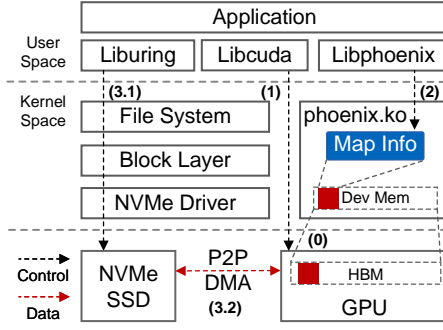 Application
User Space
Liburing
Libcuda
Libphoenix
(3.1)
(1)
(2)
Kernel Space
File System
phoenix.ko
Map Info
Block Layer
Dev Mem
NVMe Driver
(0)
Control
NVMe SSD
P2P
DMA
(3.2)
HBM
GPU
Data